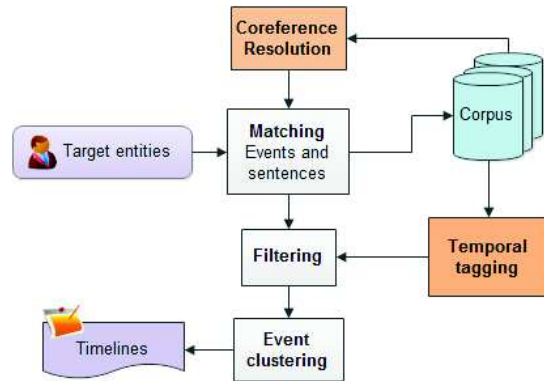 Coreference
Resolution
Matching
Events and
sentences
Target entities
Corpus
Filtering
Temporal
tagging
Event
clustering
Timelines